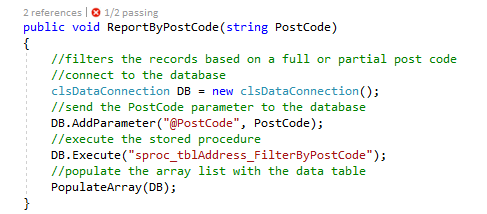 2 references | 1/2 passing
public void ReportByPostCode(string PostCode)
{
//filters the records based on a full or partial post code
//connect to the database
clsDataConnection DB = new clsDataConnection();
//send the PostCode parameter to the database
DB.AddParameter("@PostCode", PostCode);
//execute the stored procedure
DB.Execute("sproc_tblAddress_FilterByPostCode");
//populate the array list with the data table
PopulateArray(DB);
}